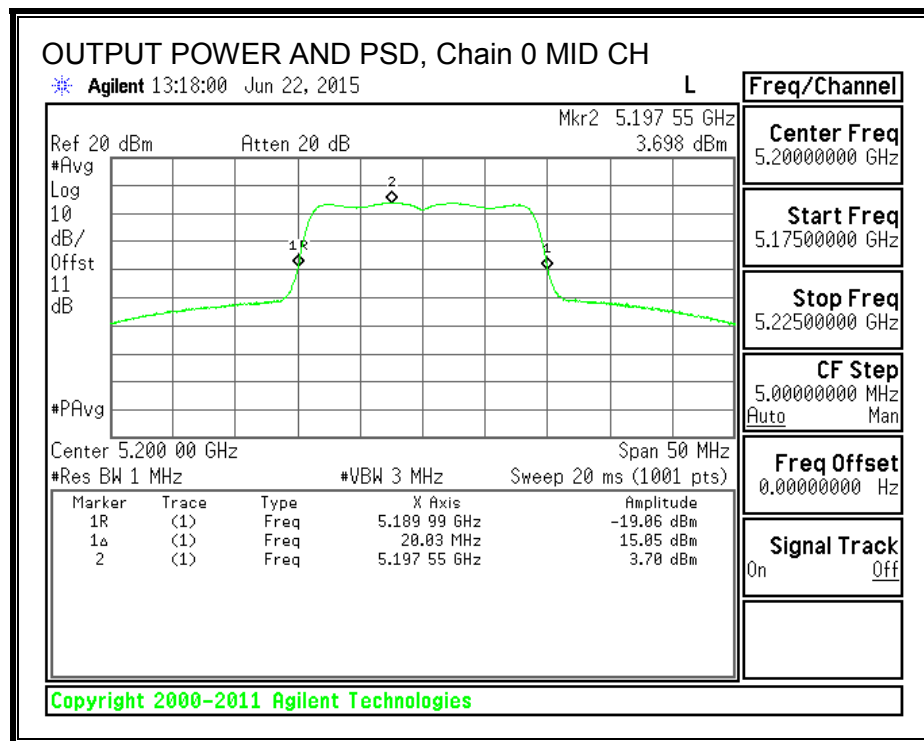 OUTPUT POWER AND PSD, Chain 0 MID CH
Agilent 13:18:00 Jun 22, 2015 L
Mkr2 5.197 55 GHz
Ref 20 dBm Atten 20 dB 3.698 dBm
#Avg
Log
10
dB/
Offst
11
dB
#PAvg
2
1R
1
Center 5.200 00 GHz Span 50 MHz
#Res BW 1 MHz #VBW 3 MHz Sweep 20 ms (1001 pts)
Marker Trace Type X Axis Amplitude
1R (1) Freq 5.189 99 GHz -19.06 dBm
1Δ (1) Freq 20.03 MHz 15.05 dBm
2 (1) Freq 5.197 55 GHz 3.70 dBm
Freq/Channel
Center Freq
5.20000000 GHz
Start Freq
5.17500000 GHz
Stop Freq
5.22500000 GHz
CF Step
5.00000000 MHz
Auto Man
Freq Offset
0.00000000 Hz
Signal Track
On Off
Copyright 2000-2011 Agilent Technologies